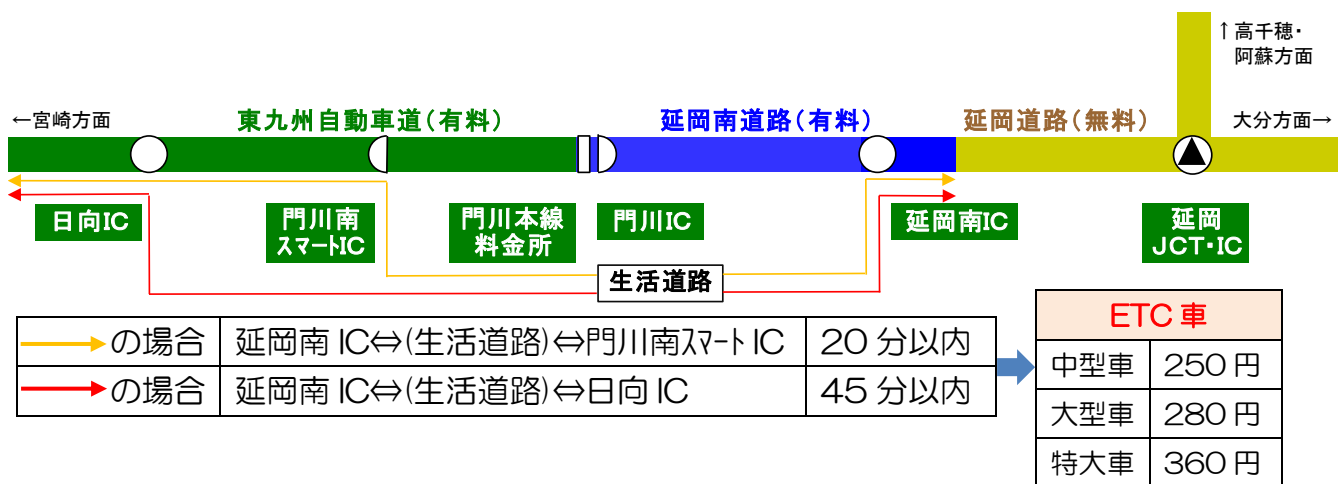 ↑高千穂・
阿蘇方面
←宮崎方面
東九州自動車道(有料)
延岡南道路(有料)
延岡道路(無料)
大分方面→
日向IC
門川南
スマートIC
門川本線
料金所
門川IC
延岡南IC
延岡
JCT・IC
生活道路
の場合 延岡南IC⇔(生活道路)⇔門川南スマートIC 20分以内
の場合 延岡南IC⇔(生活道路)⇔日向IC 45分以内
ETC車
中型車 250円
大型車 280円
特大車 360円